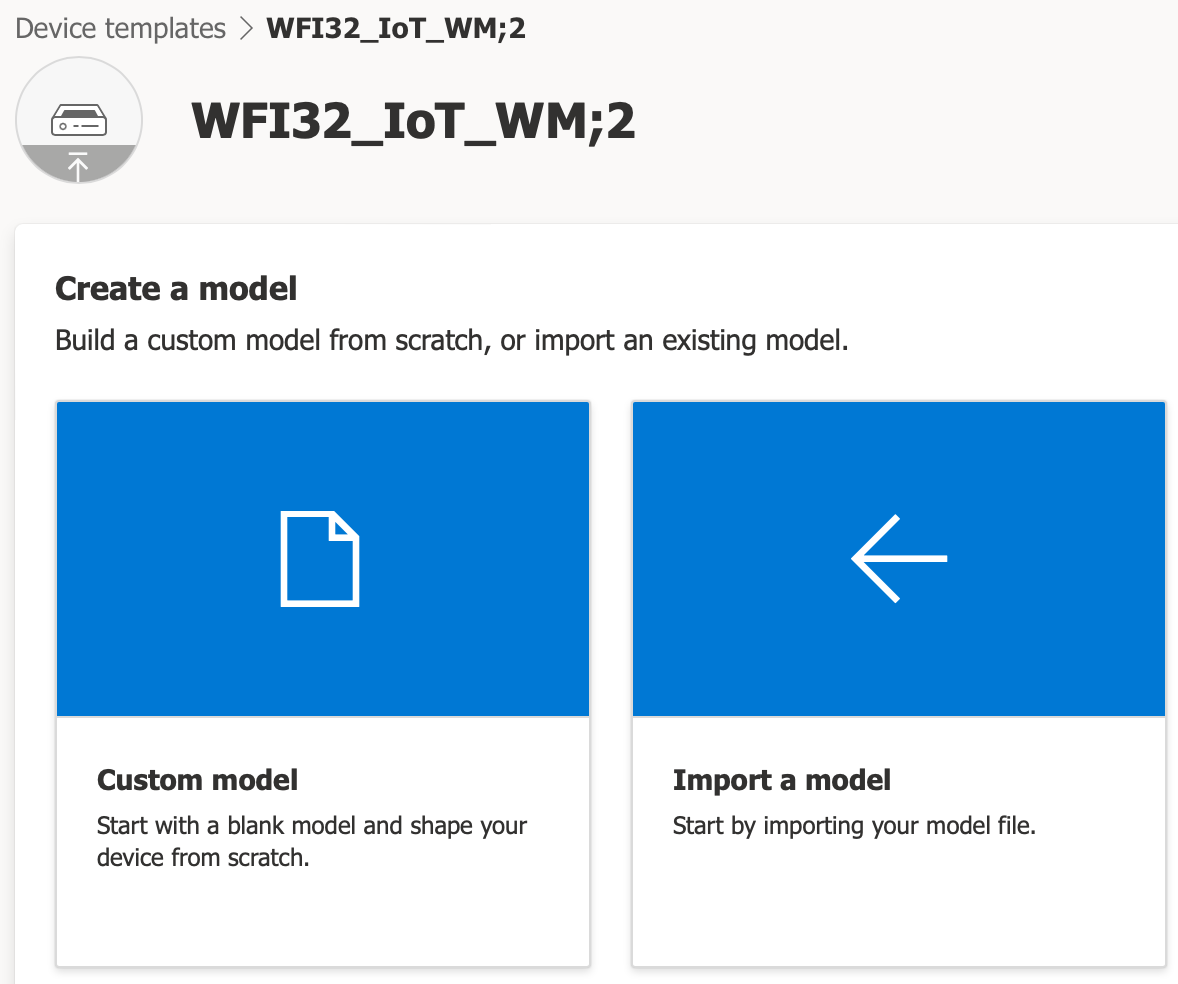 Device templates > WFI32_IoT_WM;2
WFI32_IoT_WM;2
Create a model
Build a custom model from scratch, or import an existing model.
Custom model
Start with a blank model and shape your
device from scratch.
Import a model
Start by importing your model file.